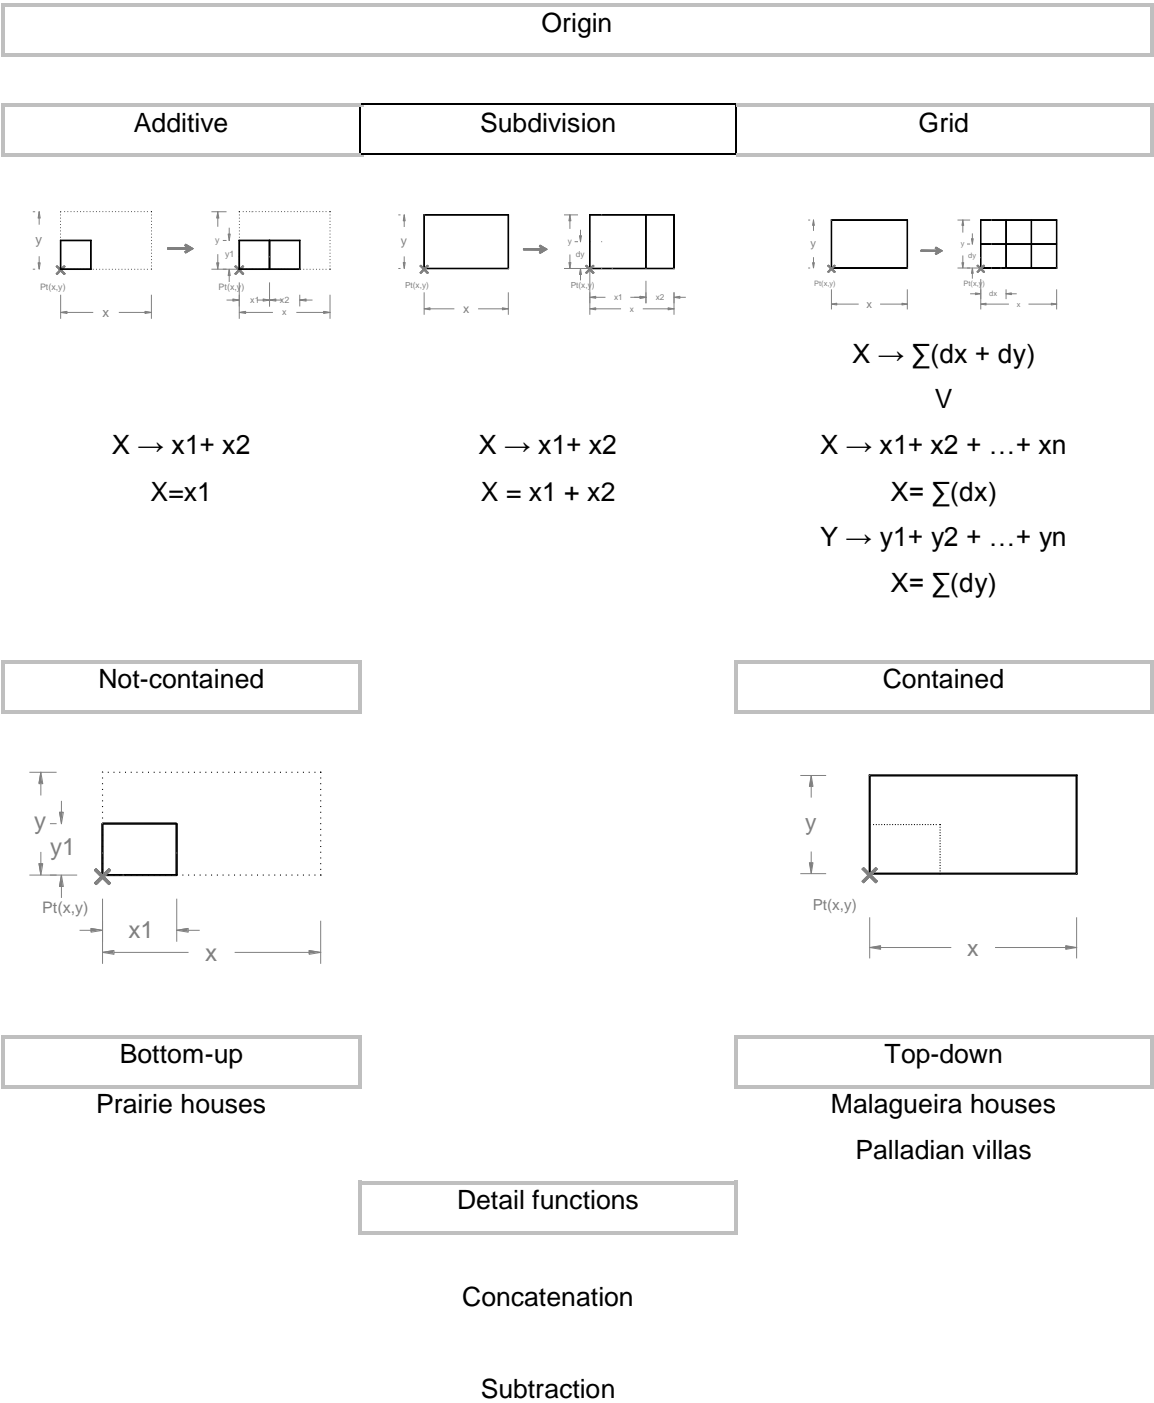 Origin
Additive Subdivision Grid
y Pt(x,y) x y y1 Pt(x,y) x1 x2 x
y Pt(x,y) x y dy Pt(x,y) x1 x2 x
y Pt(x,y) x y dy Pt(x,y) dx x
X → ∑(dx + dy)
V
X → x1+ x2 X → x1+ x2 X → x1+ x2 + …+ xn
X=x1 X = x1 + x2 X= ∑(dx)
Y → y1+ y2 + …+ yn
X= ∑(dy)
Not-contained Contained
y y1 Pt(x,y) x1 x
y Pt(x,y) x
Bottom-up Top-down
Prairie houses Malagueira houses
Palladian villas
Detail functions
Concatenation
Subtraction